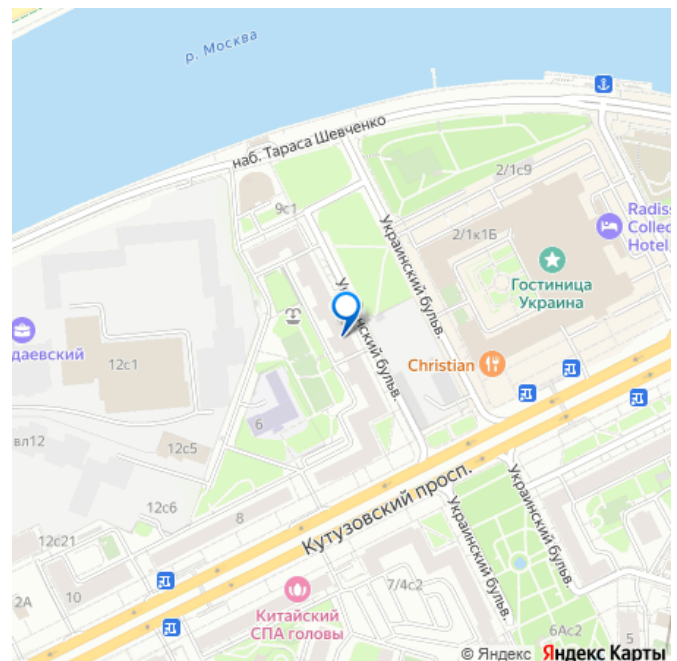 р. Москва
наб. Тараса Шевченко
2/1с9
9с1
Radiss
Collec
Hotel
Украинский бульв.
2/1к1Б
Гостиница
Украина
Украинский бульв.
Christian
даевский
12с1
6
вл12
12с5
12с6
8
Кутузовский просп.
12с21
Украинский бульв.
Украинский бульв.
2А
10
7/4с2
Китайский
СПА головы
6Ас2
5
© Яндекс Яндекс Карты